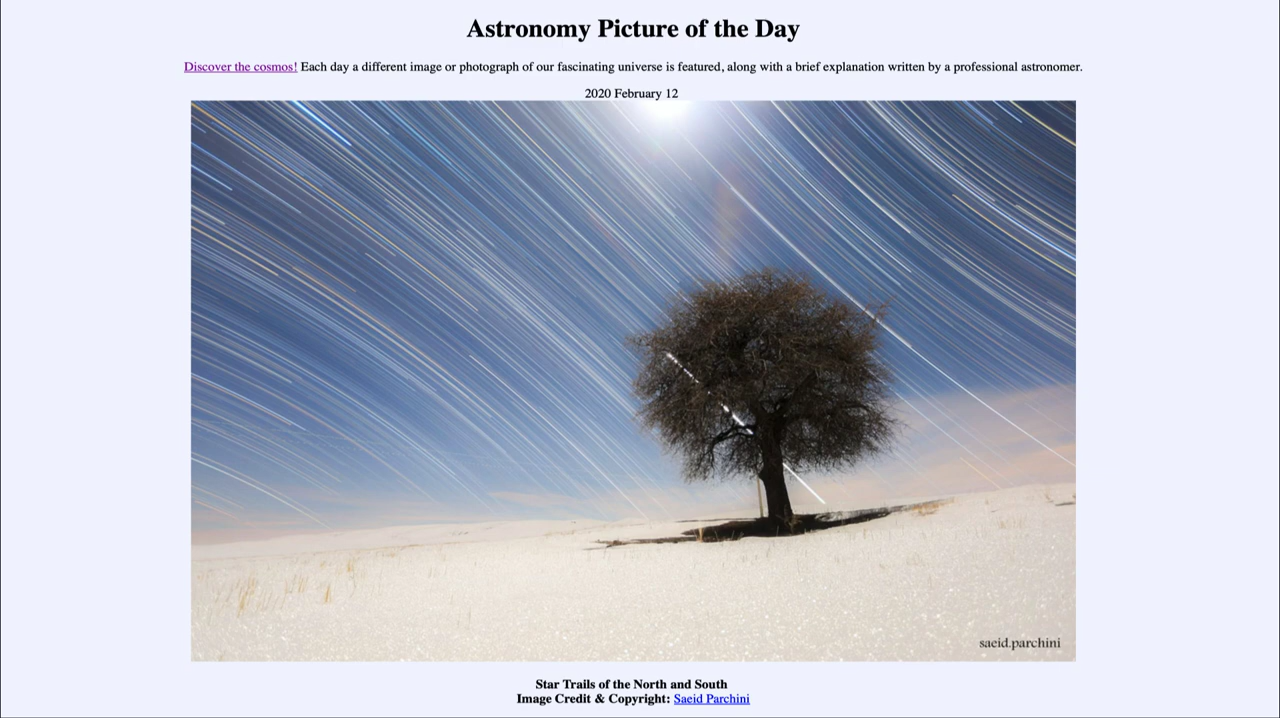 Astronomy Picture of the Day
Discover the cosmos! Each day a different image or photograph of our fascinating universe is featured, along with a brief explanation written by a professional astronomer.
2020 February 12
saeid.parchini
Star Trails of the North and South
Image Credit & Copyright: Saeid Parchini